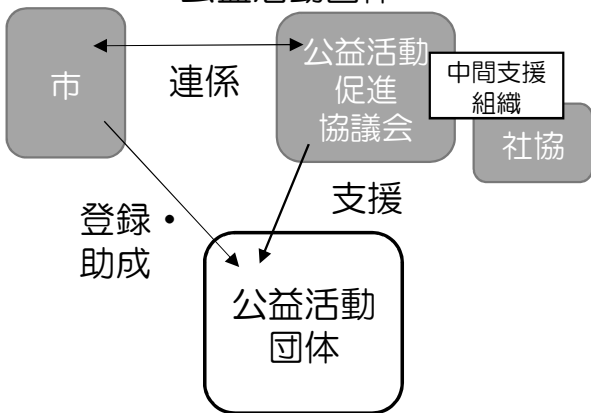 市
連係
公益活動
促進
協議会
中間支援
組織
社協
登録・
助成
支援
公益活動
団体